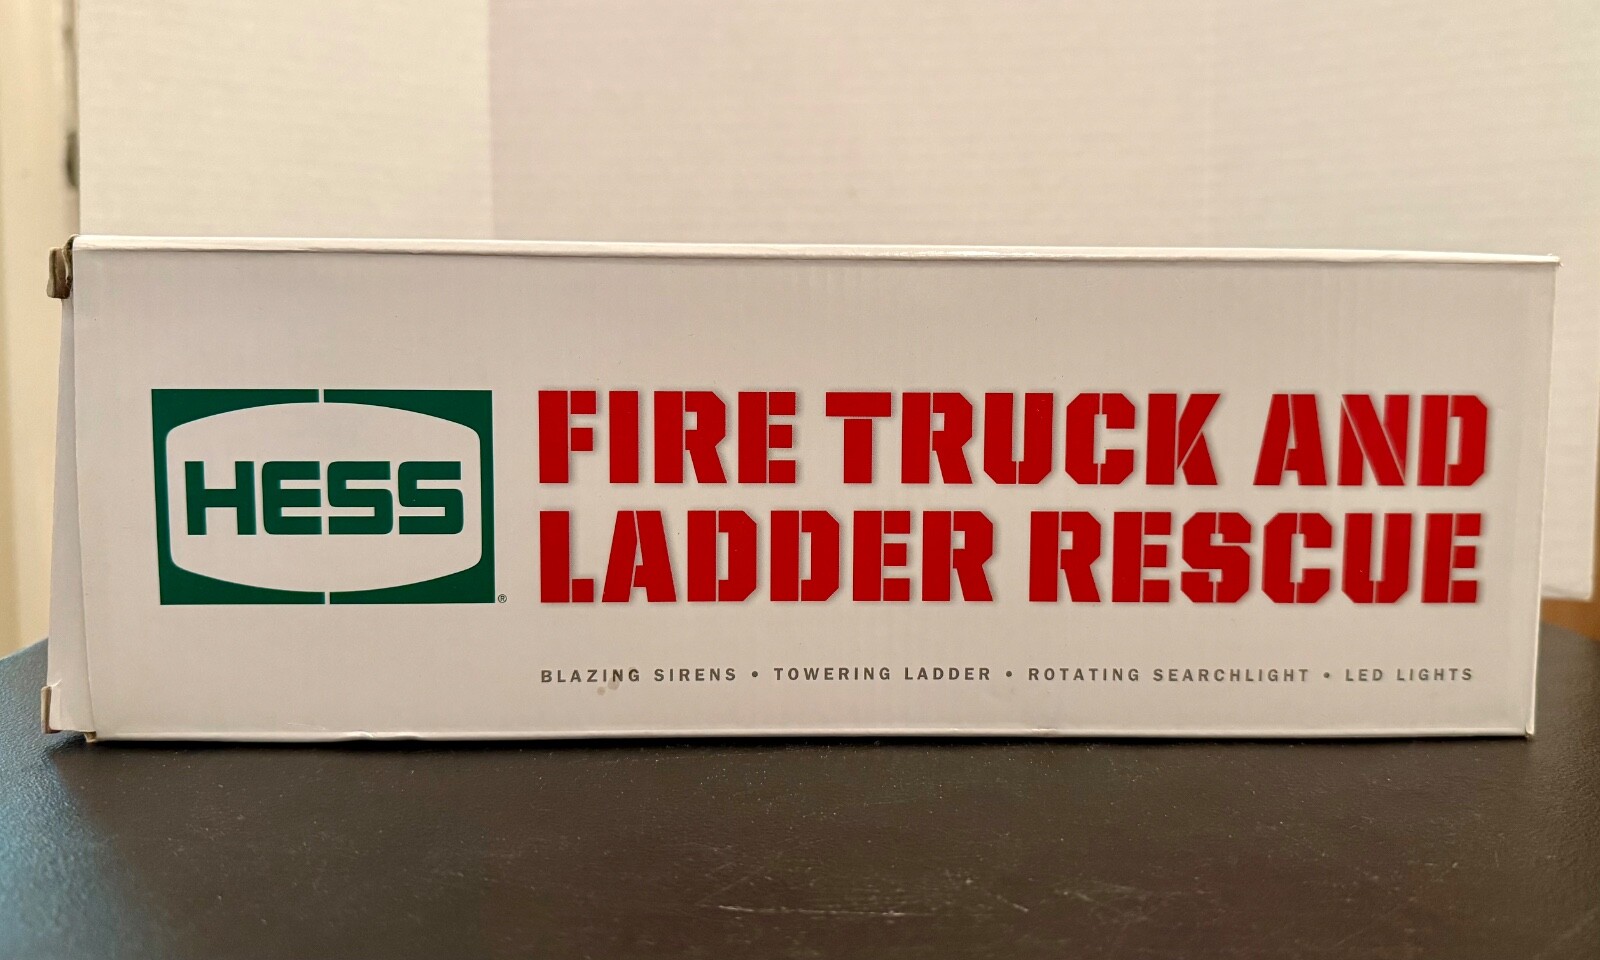 HESS®
FIRE TRUCK AND
LADDER RESCUE
BLAZING SIRENS • TOWERING LADDER • ROTATING SEARCHLIGHT • LED LIGHTS